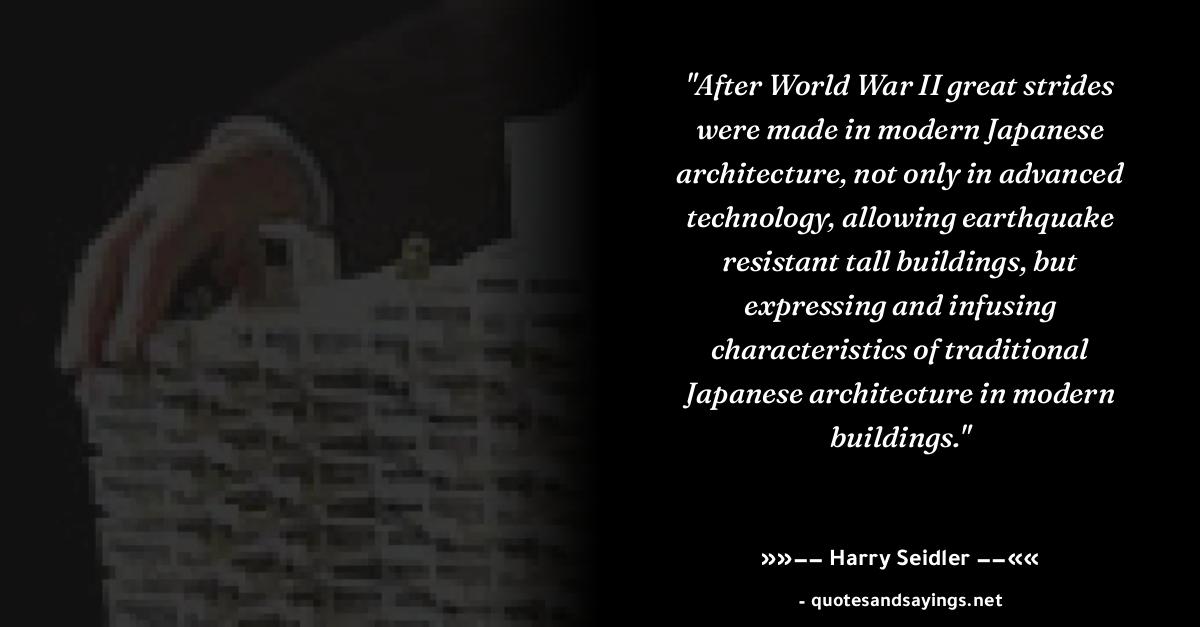 "After World War II great strides
were made in modern Japanese
architecture, not only in advanced
technology, allowing earthquake
resistant tall buildings, but
expressing and infusing
characteristics of traditional
Japanese architecture in modern
buildings."
»»−− Harry Seidler −−««
- quotesandsayings.net